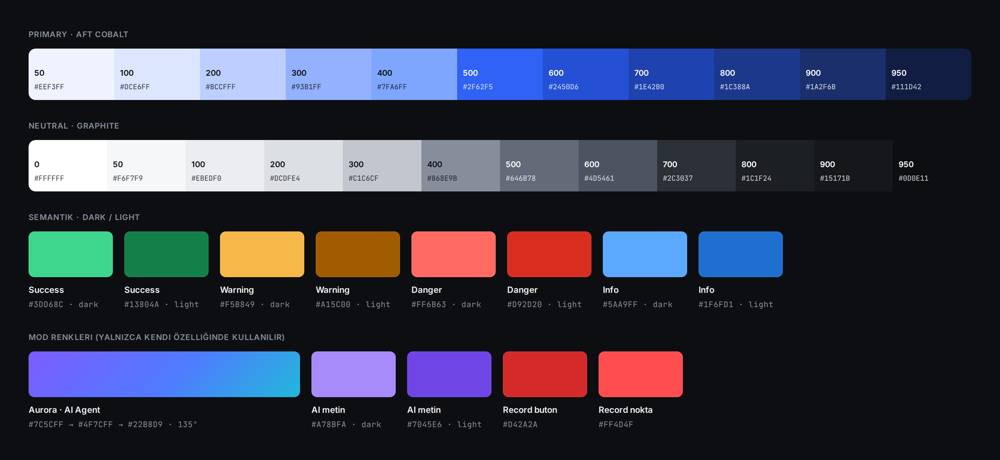 PRIMARY · AFT COBALT
50 100 200 300 400 500 600 700 800 900 950
#EEF3FF #DCE6FF #BCCFFF #93B1FF #7FA6FF #2F62F5 #2450D6 #1E42B0 #1C388A #1A2F6B #111D42
NEUTRAL · GRAPHITE
0 50 100 200 300 400 500 600 700 800 900 950
#FFFFFF #F6F7F9 #EBEDF0 #DCDFE4 #C1C6CF #868E9B #646B78 #4D5461 #2C3037 #1C1F24 #15171B #0D0E11
SEMANTIK · DARK / LIGHT
Success Success Warning Warning Danger Danger Info Info
#3DD68C · dark #13804A · light #F5B849 · dark #A15C00 · light #FF6B63 · dark #D92D20 · light #5AA9FF · dark #1F6FD1 · light
MOD RENKLERI (YALNIZCA KENDI ÖZELLIĞINDE KULLANILIR)
Aurora · AI Agent AI metin AI metin Record buton Record nokta
#7C5CFF → #4F7CFF → #22B8D9 · 135° #A78BFA · dark #7045E6 · light #D42A2A #FF4D4F